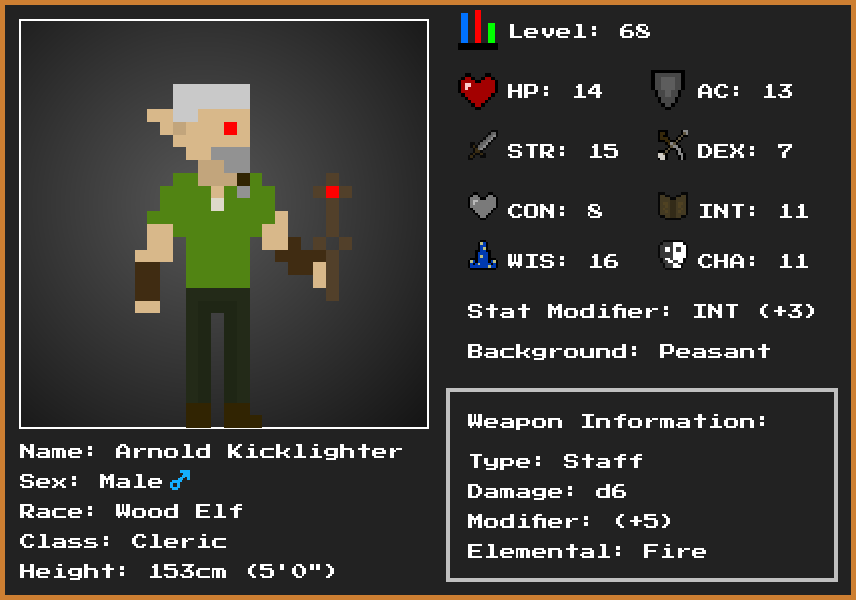 Level: 68
HP: 14 AC: 13
STR: 15 DEX: 7
CON: 8 INT: 11
WIS: 16 CHA: 11
Stat Modifier: INT (+3)
Background: Peasant
Weapon Information:
Type: Staff
Damage: d6
Modifier: (+5)
Elemental: Fire
Name: Arnold Kicklighter
Sex: Male♂
Race: Wood Elf
Class: Cleric
Height: 153cm (5'0")